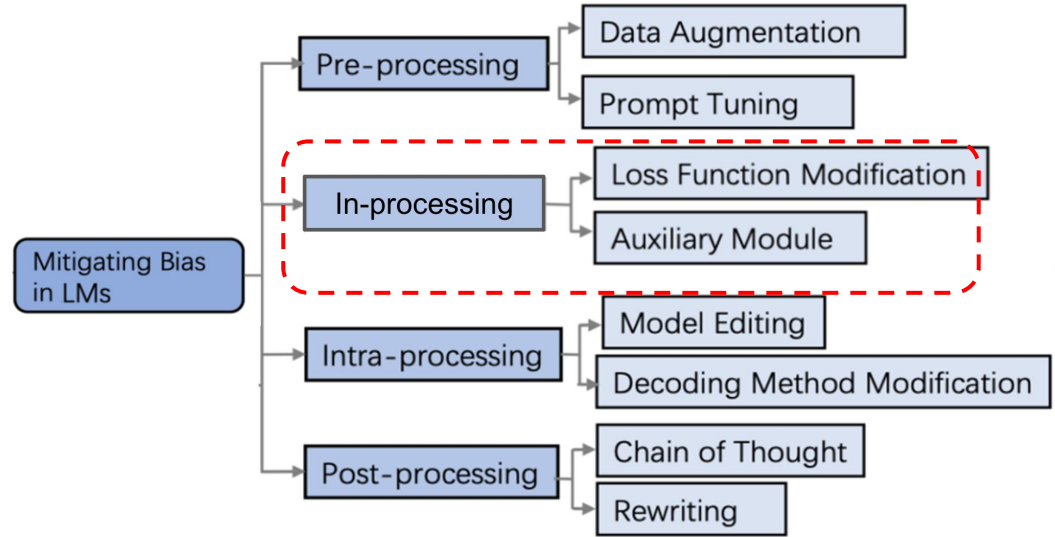 Pre-processing
Data Augmentation
Prompt Tuning
In-processing
Loss Function Modification
Auxiliary Module
Mitigating Bias
in LMs
Intra-processing
Model Editing
Decoding Method Modification
Post-processing
Chain of Thought
Rewriting